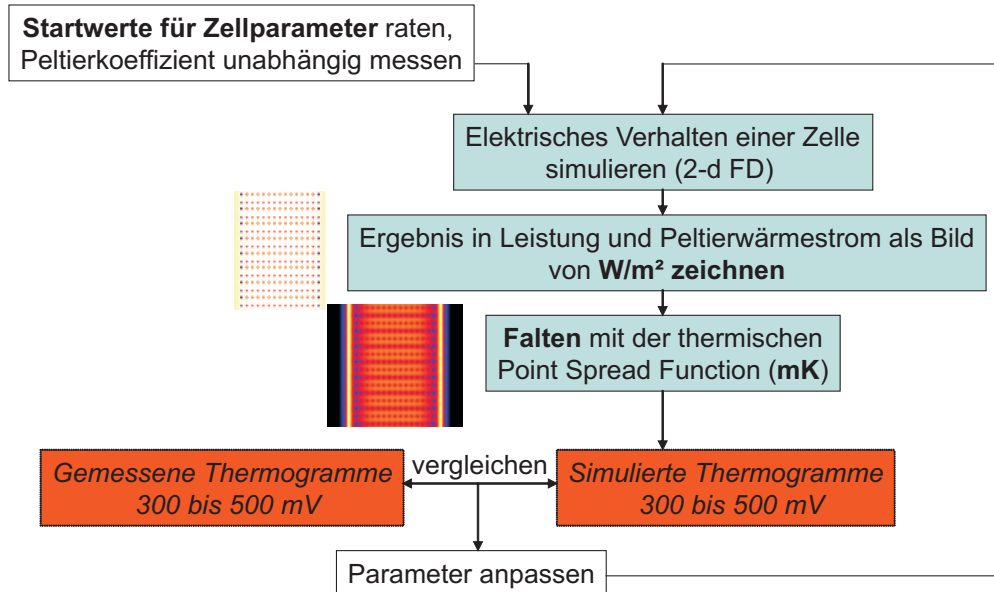 Startwerte für Zellparameter raten,
Peltierkoeffizient unabhängig messen
Elektrisches Verhalten einer Zelle
simulieren (2-d FD)
Ergebnis in Leistung und Peltierwärmestrom als Bild
von W/m² zeichnen
Falten mit der thermischen
Point Spread Function (mK)
Gemessene Thermogramme
300 bis 500 mV
vergleichen
Simulierte Thermogramme
300 bis 500 mV
Parameter anpassen